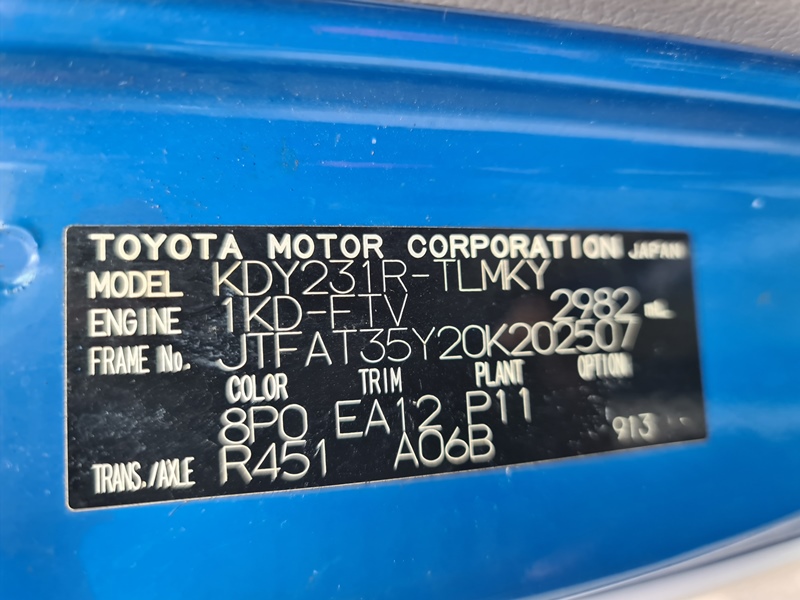 TOYOTA MOTOR CORPORATION JAPAN
MODEL KDY231R-TLMKY
ENGINE 1KD-FTV 2982 mL
FRAME No. JTFAT35Y20K202507
COLOR TRIM PLANT OPTION
8P0 EA12 P11
TRANS./AXLE R451 A06B 913